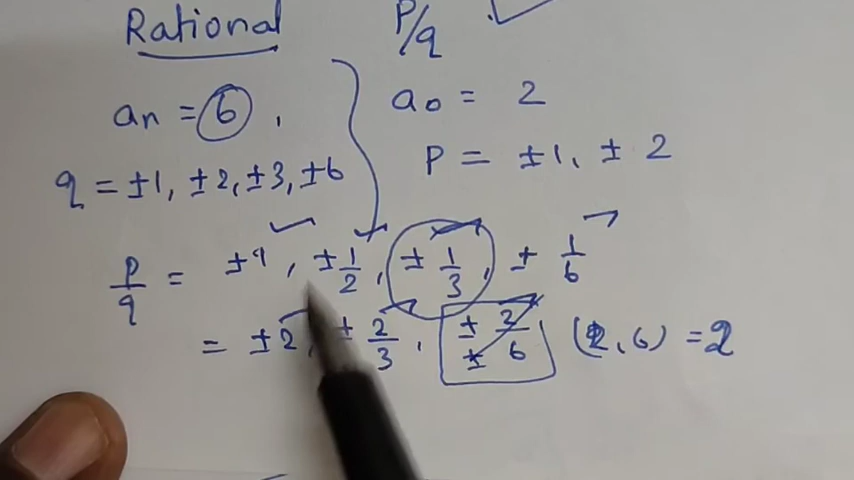 Rational P/q
an = 6 , a0 = 2
q = ±1, ±2, ±3, ±6 P = ±1, ± 2
p/q = ±1 , ±1/2, ± 1/3, ± 1/6
= ±2, ± 2/3 , ± 2/± 6 (2, 6) = 2